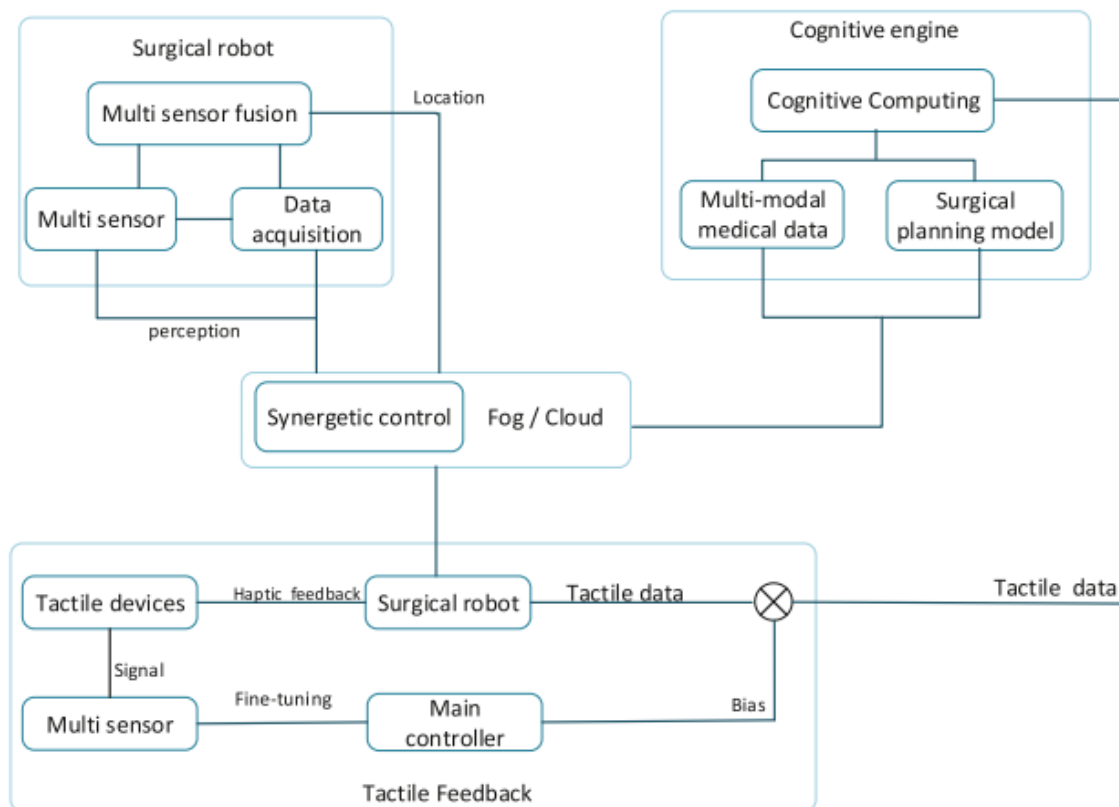 Surgical robot
Multi sensor fusion
Location
Multi sensor
Data
acquisition
perception
Cognitive engine
Cognitive Computing
Multi-modal
medical data
Surgical
planning model
Synergetic control
Fog / Cloud
Tactile devices
Haptic feedback
Surgical robot
Tactile data
Tactile data
Signal
Multi sensor
Fine-tuning
Main
controller
Bias
Tactile Feedback